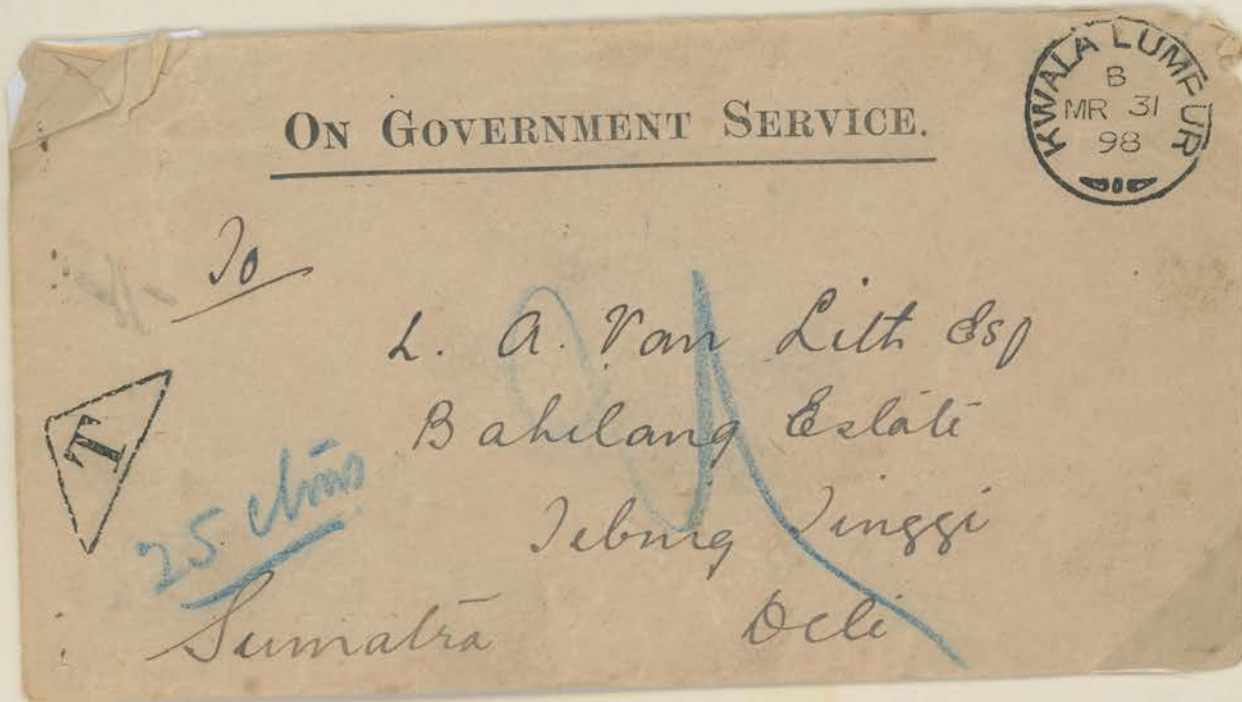 ON GOVERNMENT SERVICE.
KWALA LUMPUR
B
MR 31
98
To
L. A. Van Lith Esq
Bahilang Estate
Tebing Tinggi
Deli
Sumatra
T
25 ctms